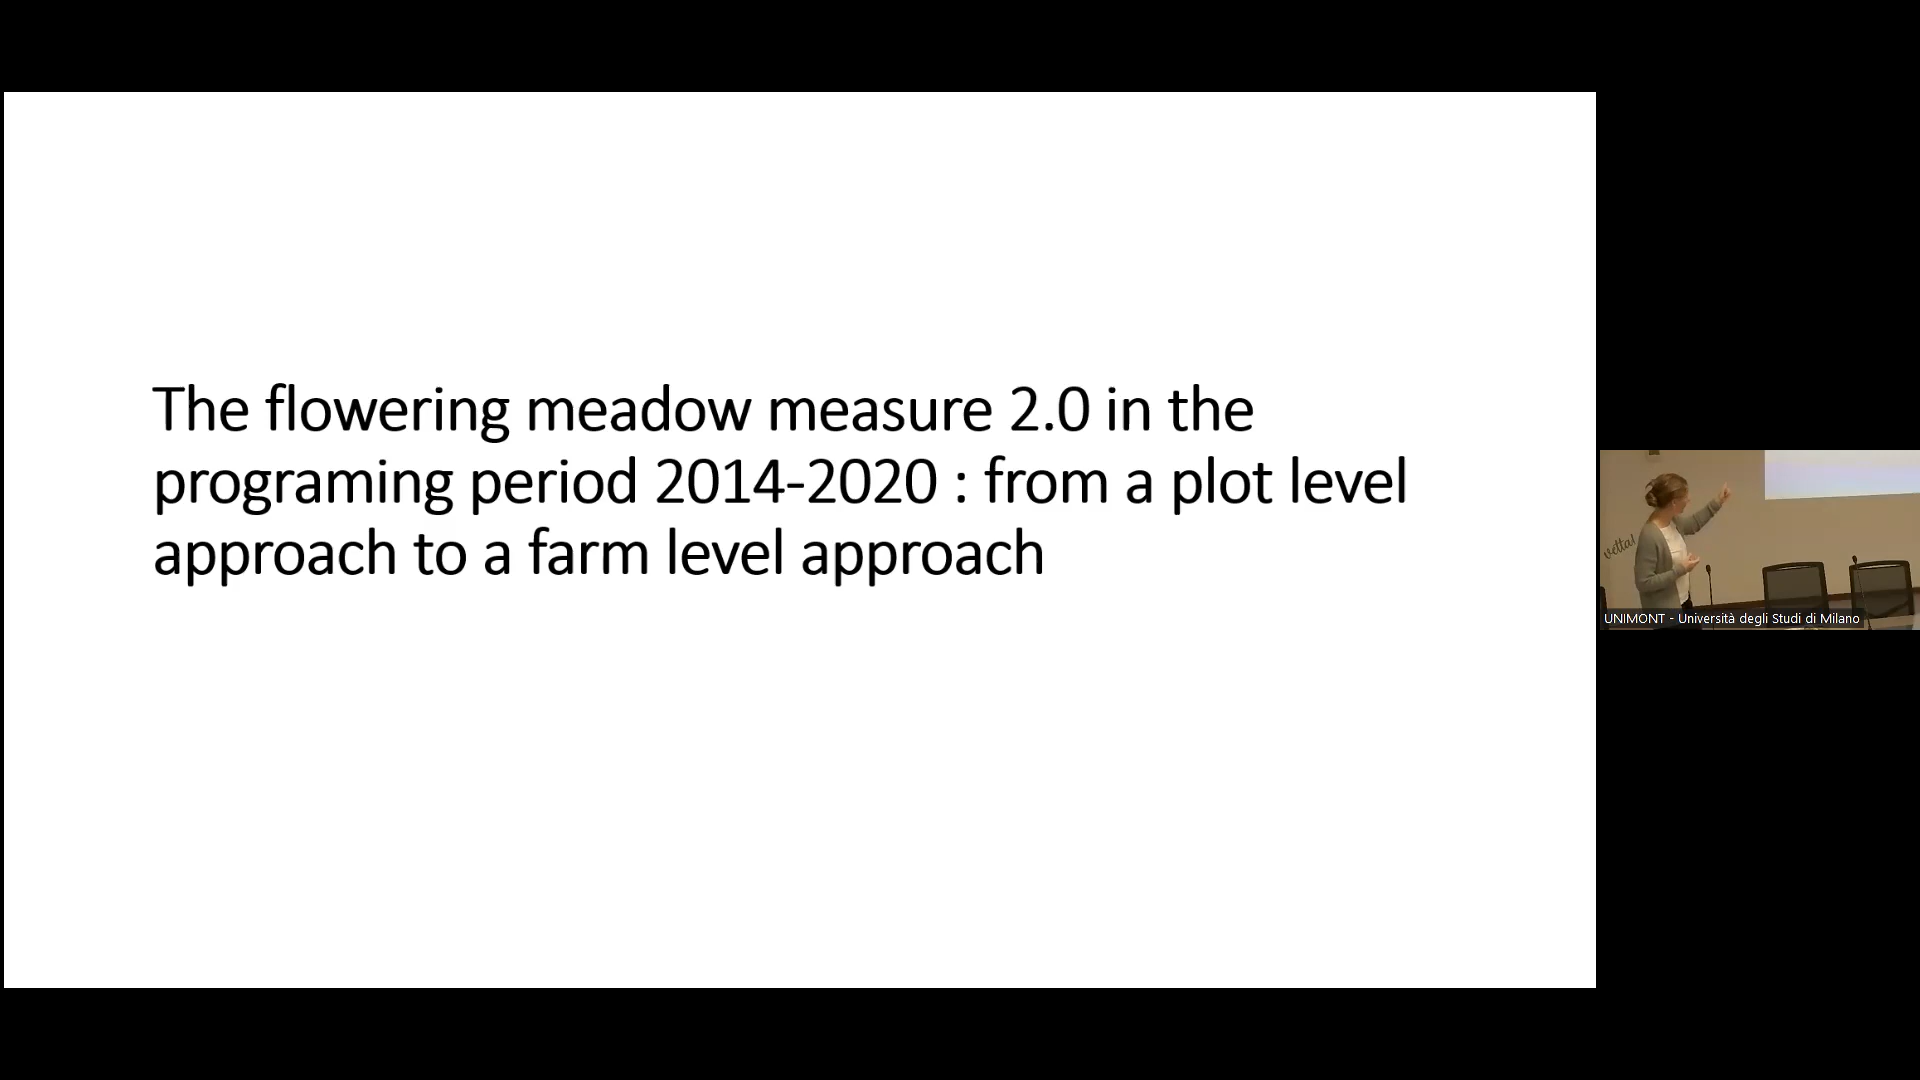 The flowering meadow measure 2.0 in the
programing period 2014-2020 : from a plot level
approach to a farm level approach
vetta!
UNIMONT - Università degli Studi di Milano